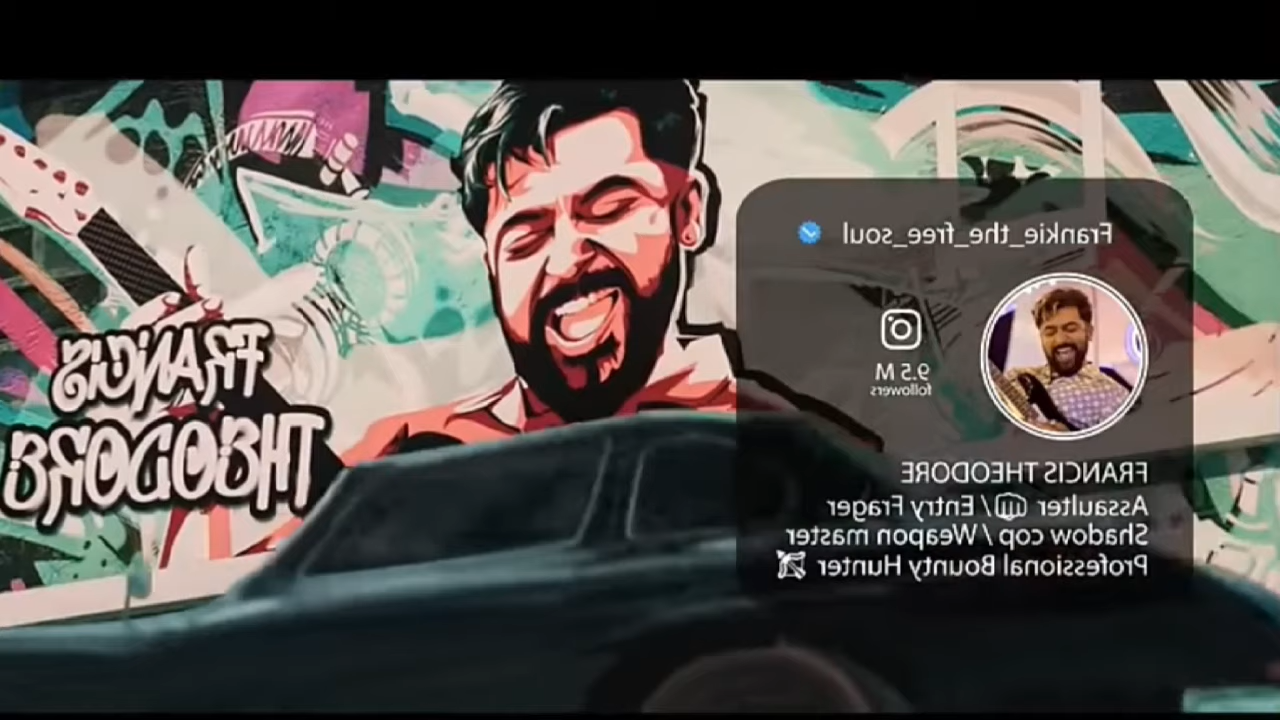 FRANCIS
THEODORE
Frankie_the_free_soul
9.5 M
followers
FRANCIS THEODORE
Assaulter / Entry Frager
Shadow cop / Weapon master
Professional Bounty Hunter